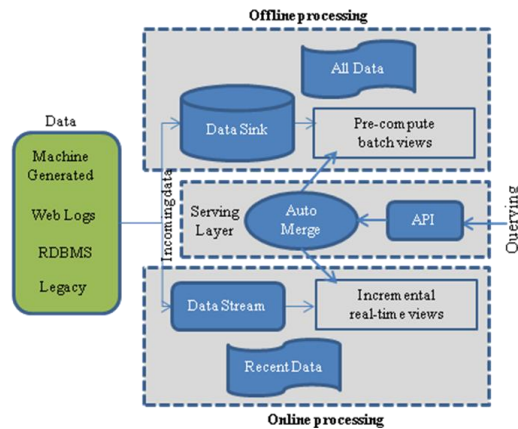 Offline processing
All Data
Data Sink
Pre-compute
batch views
Data
Machine
Generated
Web Logs
RDBMS
Legacy
Incoming data
Serving
Layer
Auto
Merge
API
Querving
Data Stream
Incremental
real-time views
Recent Data
Online processing